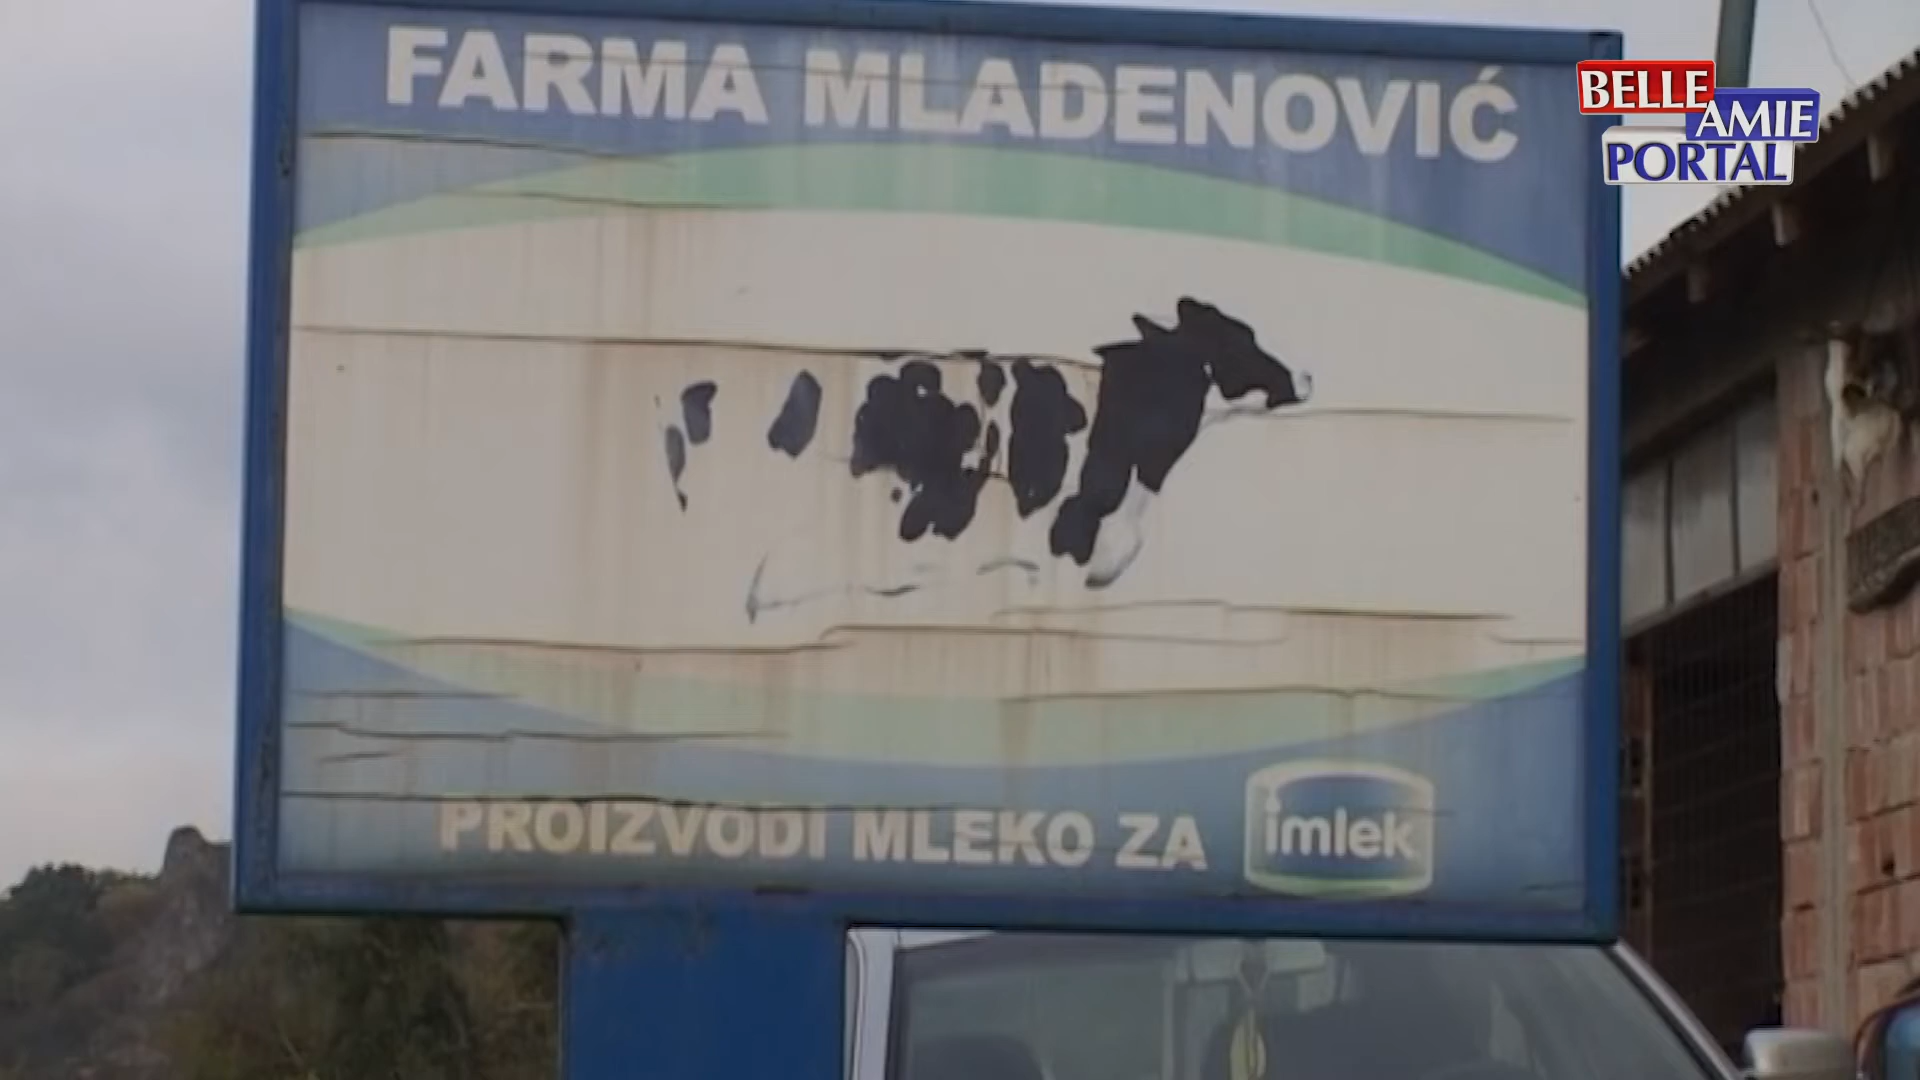 FARMA MLADENOVIĆ
BELLE
AMIE
PORTAL
PROIZVODI MLEKO ZA
imlek